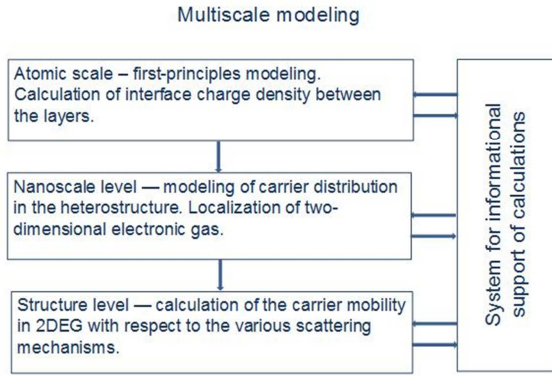 Multiscale modeling
Atomic scale – first-principles modeling.
Calculation of interface charge density between
the layers.
Nanoscale level — modeling of carrier distribution
in the heterostructure. Localization of two-
dimensional electronic gas.
Structure level — calculation of the carrier mobility
in 2DEG with respect to the various scattering
mechanisms.
System for informational
support of calculations